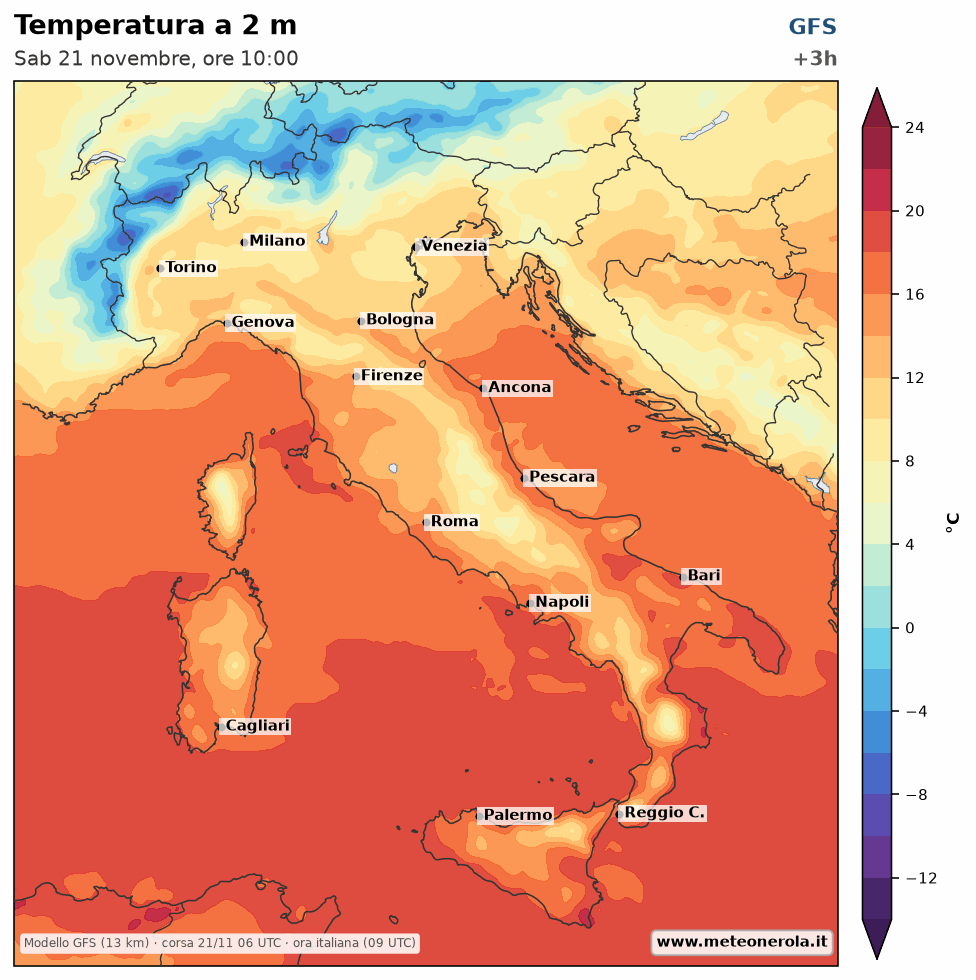 Temperatura a 2 m
GFS
Sab 21 novembre, ore 10:00
+3h
24
20
16
12
8
4
0
−4
−8
−12
°C
Milano
Venezia
Torino
Genova
Bologna
Firenze
Ancona
Pescara
Roma
Bari
Napoli
Cagliari
Palermo
Reggio C.
Modello GFS (13 km) · corsa 21/11 06 UTC · ora italiana (09 UTC)
www.meteonerola.it